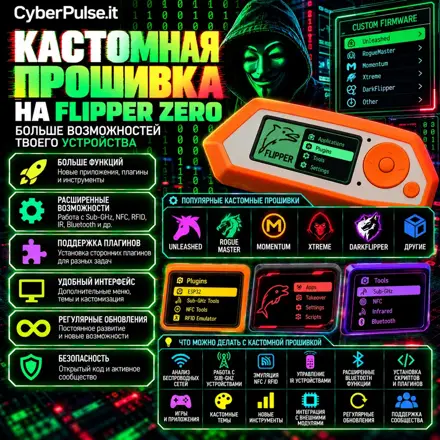 CyberPulse.it
КАСТОМНАЯ
ПРОШИВКА
НА FLIPPER ZERO
БОЛЬШЕ ВОЗМОЖНОСТЕЙ
ТВОЕГО УСТРОЙСТВА
CUSTOM FIRMWARE
Unleashed
RogueMaster
Momentum
Xtreme
DarkFlipper
Other
FLIPPER
Applications
Plugins
Tools
Settings
БОЛЬШЕ ФУНКЦИЙ
Новые приложения, плагины
и инструменты
РАСШИРЕННЫЕ
ВОЗМОЖНОСТИ
Работа с Sub-GHz, NFC, RFID,
IR, Bluetooth и др.
ПОДДЕРЖКА ПЛАГИНОВ
Установка сторонних плагинов
для разных задач
УДОБНЫЙ ИНТЕРФЕЙС
Дополнительные меню,
темы и кастомизация
РЕГУЛЯРНЫЕ ОБНОВЛЕНИЯ
Постоянное развитие
и новые возможности
БЕЗОПАСНОСТЬ
Открытый код и активное
сообщество
ПОПУЛЯРНЫЕ КАСТОМНЫЕ ПРОШИВКИ
UNLEASHED
ROGUE
MASTER
MOMENTUM
XTREME
DARKFLIPPER
ДРУГИЕ
Plugins
ESP32
Sub-GHz Tools
NFC Tools
RFID Emulator
Apps
Takeover
Settings
Scripts
Tools
Sub-GHz
NFC
Infrared
Bluetooth
ЧТО МОЖНО ДЕЛАТЬ С КАСТОМНОЙ ПРОШИВКОЙ
АНАЛИЗ
БЕСПРОВОДНЫХ
СЕТЕЙ
РАБОТА С
SUB-GHZ
УСТРОЙСТВАМИ
ЭМУЛЯЦИЯ
NFC / RFID
УПРАВЛЕНИЕ
IR УСТРОЙСТВАМИ
РАСШИРЕННЫЕ
BLUETOOTH
ФУНКЦИИ
УСТАНОВКА
СКРИПТОВ
И ПЛАГИНОВ
ИГРЫ
И ПРИЛОЖЕНИЯ
КАСТОМНЫЕ
ТЕМЫ
НОВЫЕ
ИНСТРУМЕНТЫ
ИНТЕГРАЦИЯ
С ВНЕШНИМИ
МОДУЛЯМИ
РЕГУЛЯРНЫЕ
ОБНОВЛЕНИЯ
ПОДДЕРЖКА
СООБЩЕСТВА